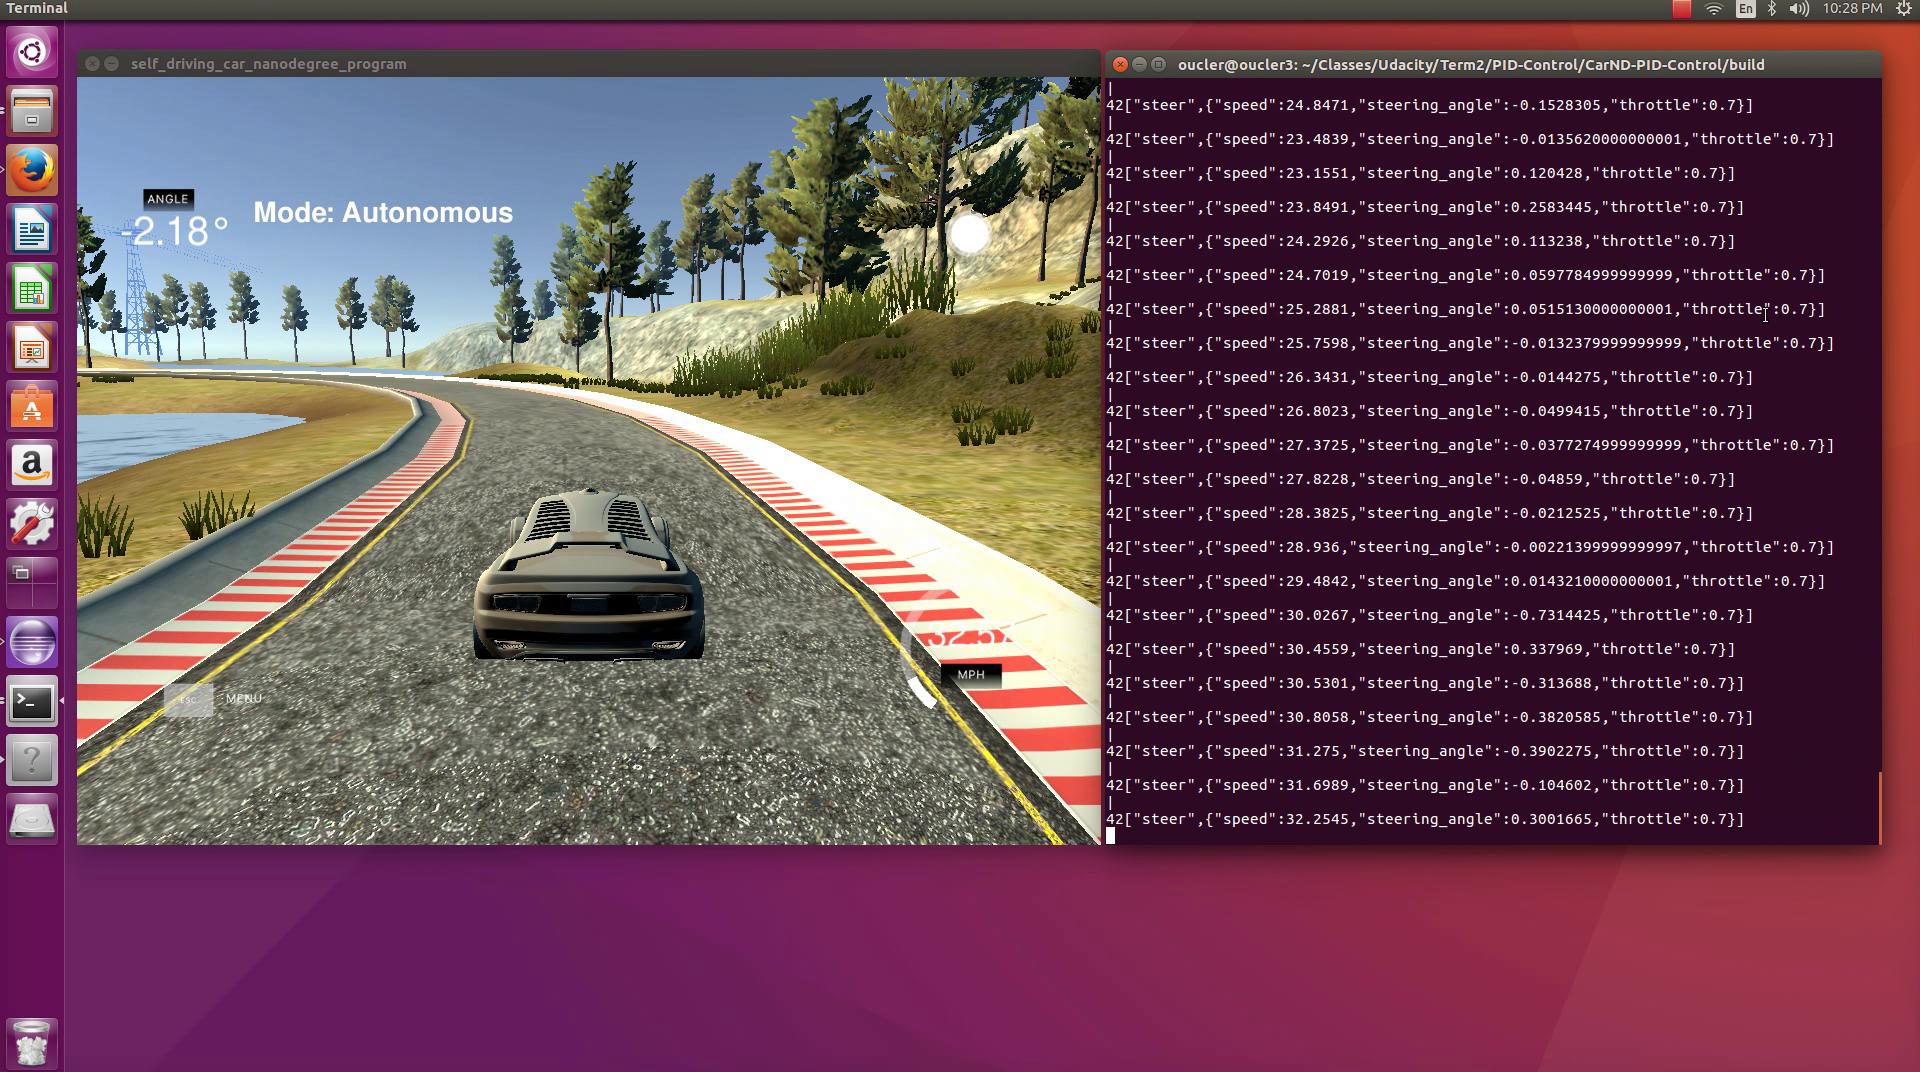 Terminal
En
10:28 PM
self_driving_car_nanodegree_program
ANGLE
-2.18°
Mode: Autonomous
32.57
MPH
ESC
MENU
oucler@oucler3: ~/Classes/Udacity/Term2/PID-Control/CarND-PID-Control/build
|
42["steer",{"speed":24.8471,"steering_angle":-0.1528305,"throttle":0.7}]
|
42["steer",{"speed":23.4839,"steering_angle":-0.0135620000000001,"throttle":0.7}]
|
42["steer",{"speed":23.1551,"steering_angle":0.120428,"throttle":0.7}]
|
42["steer",{"speed":23.8491,"steering_angle":0.2583445,"throttle":0.7}]
|
42["steer",{"speed":24.2926,"steering_angle":0.113238,"throttle":0.7}]
|
42["steer",{"speed":24.7019,"steering_angle":0.0597784999999999,"throttle":0.7}]
|
42["steer",{"speed":25.2881,"steering_angle":0.0515130000000001,"throttle":0.7}]
|
42["steer",{"speed":25.7598,"steering_angle":-0.0132379999999999,"throttle":0.7}]
|
42["steer",{"speed":26.3431,"steering_angle":-0.0144275,"throttle":0.7}]
|
42["steer",{"speed":26.8023,"steering_angle":-0.0499415,"throttle":0.7}]
|
42["steer",{"speed":27.3725,"steering_angle":-0.0377274999999999,"throttle":0.7}]
|
42["steer",{"speed":27.8228,"steering_angle":-0.04859,"throttle":0.7}]
|
42["steer",{"speed":28.3825,"steering_angle":-0.0212525,"throttle":0.7}]
|
42["steer",{"speed":28.936,"steering_angle":-0.00221399999999997,"throttle":0.7}]
|
42["steer",{"speed":29.4842,"steering_angle":0.0143210000000001,"throttle":0.7}]
|
42["steer",{"speed":30.0267,"steering_angle":-0.7314425,"throttle":0.7}]
|
42["steer",{"speed":30.4559,"steering_angle":0.337969,"throttle":0.7}]
|
42["steer",{"speed":30.5301,"steering_angle":-0.313688,"throttle":0.7}]
|
42["steer",{"speed":30.8058,"steering_angle":-0.3820585,"throttle":0.7}]
|
42["steer",{"speed":31.275,"steering_angle":-0.3902275,"throttle":0.7}]
|
42["steer",{"speed":31.6989,"steering_angle":-0.104602,"throttle":0.7}]
|
42["steer",{"speed":32.2545,"steering_angle":0.3001665,"throttle":0.7}]